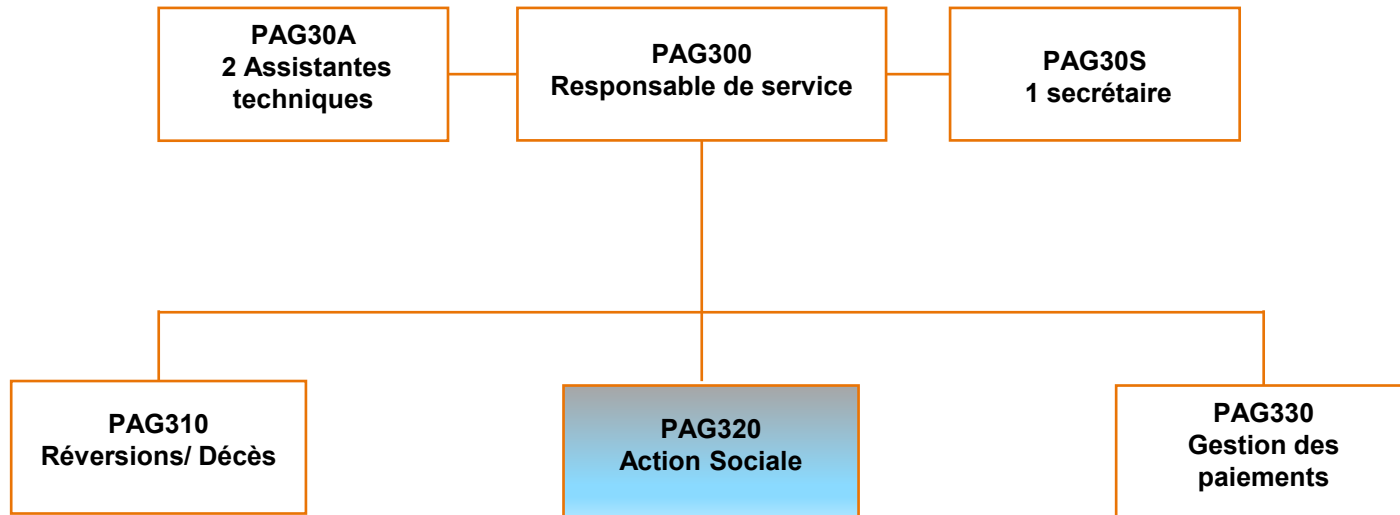 PAG30A
2 Assistantes
techniques
PAG300
Responsable de service
PAG30S
1 secrétaire
PAG310
Réversions/ Décès
PAG320
Action Sociale
PAG330
Gestion des
paiements